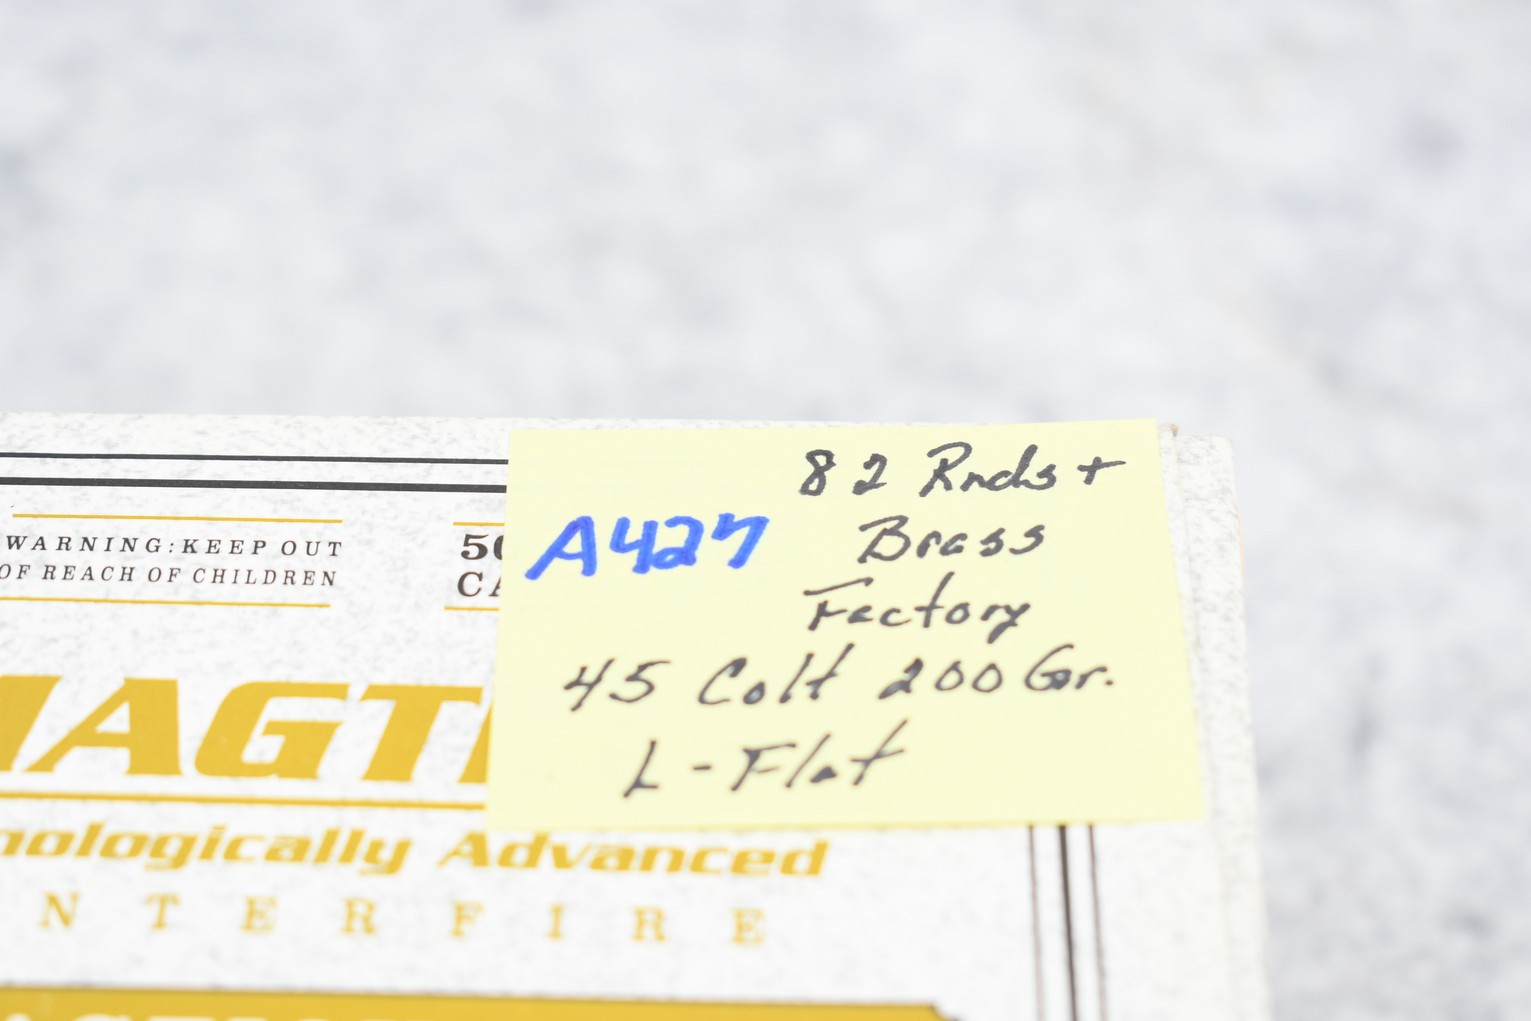 82 Rnds +
A427
Brass
Factory
45 Colt 200 Gr.
L-Flat
WARNING: KEEP OUT
OF REACH OF CHILDREN
50
CA
MAGT
nologically Advanced
NTERFIRE